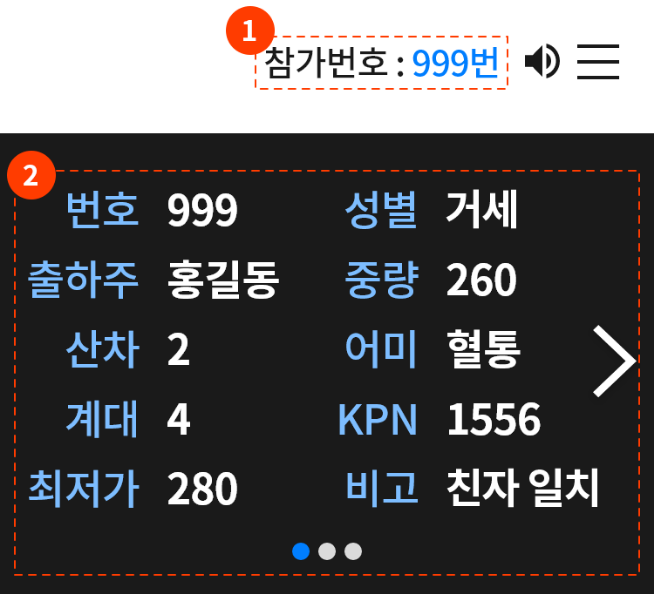 1
참가번호 : 999번
2
번호 999 성별 거세
출하주 홍길동 중량 260
산차 2 어미 혈통
계대 4 KPN 1556
최저가 280 비고 친자 일치